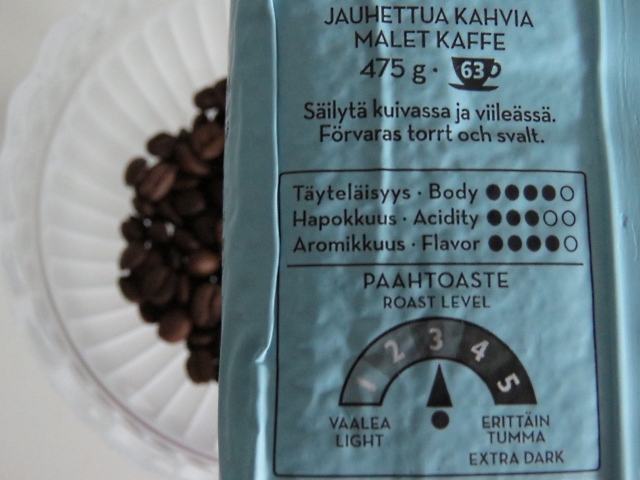 JAUHETTUA KAHVIA
MALET KAFFE
475 g · 63
Säilytä kuivassa ja viileässä.
Förvaras torrt och svalt.
Täyteläisyys · Body
Hapokkuus · Acidity
Aromikkuus · Flavor
PAAHTOASTE
ROAST LEVEL
1 2 3 4 5
VAALEA
LIGHT
ERITTÄIN
TUMMA
EXTRA DARK